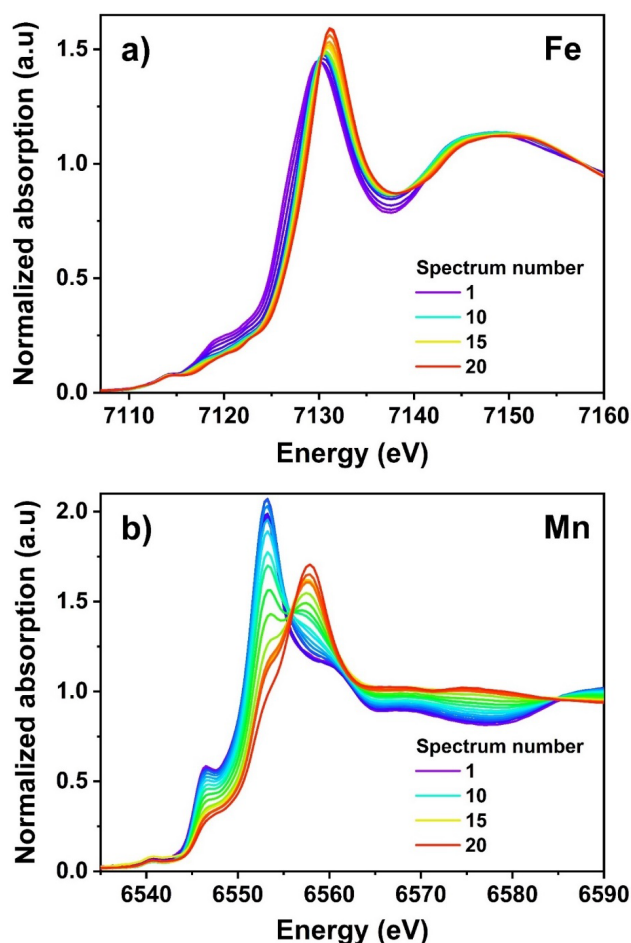 a)
Fe
Normalized absorption (a.u)
1.5
1.0
0.5
0.0
Spectrum number
1
10
15
20
7110 7120 7130 7140 7150 7160
Energy (eV)
b)
Mn
Normalized absorption (a.u)
2.0
1.5
1.0
0.5
0.0
Spectrum number
1
10
15
20
6540 6550 6560 6570 6580 6590
Energy (eV)